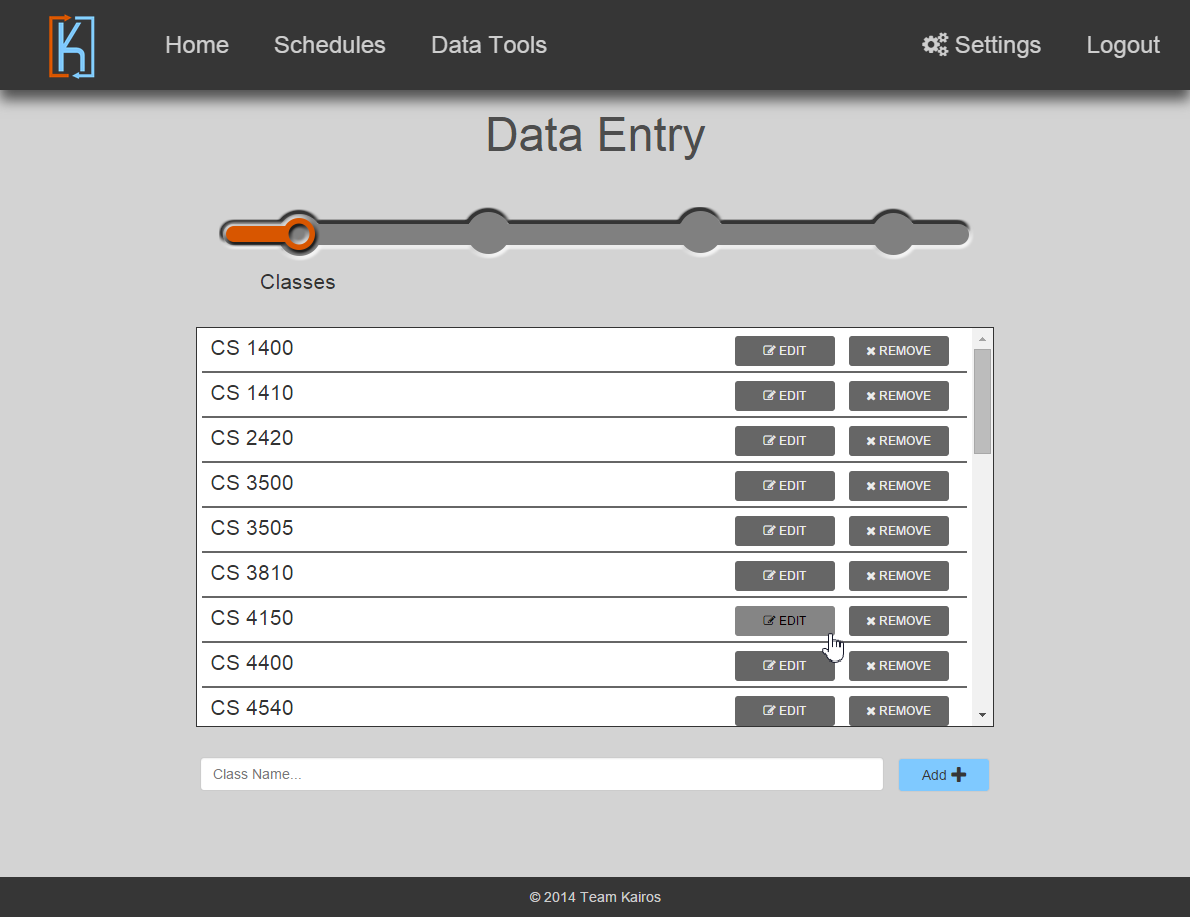 Home Schedules Data Tools Settings Logout
Data Entry
Classes
CS 1400 EDIT REMOVE
CS 1410 EDIT REMOVE
CS 2420 EDIT REMOVE
CS 3500 EDIT REMOVE
CS 3505 EDIT REMOVE
CS 3810 EDIT REMOVE
CS 4150 EDIT REMOVE
CS 4400 EDIT REMOVE
CS 4540 EDIT REMOVE
Class Name... Add
© 2014 Team Kairos